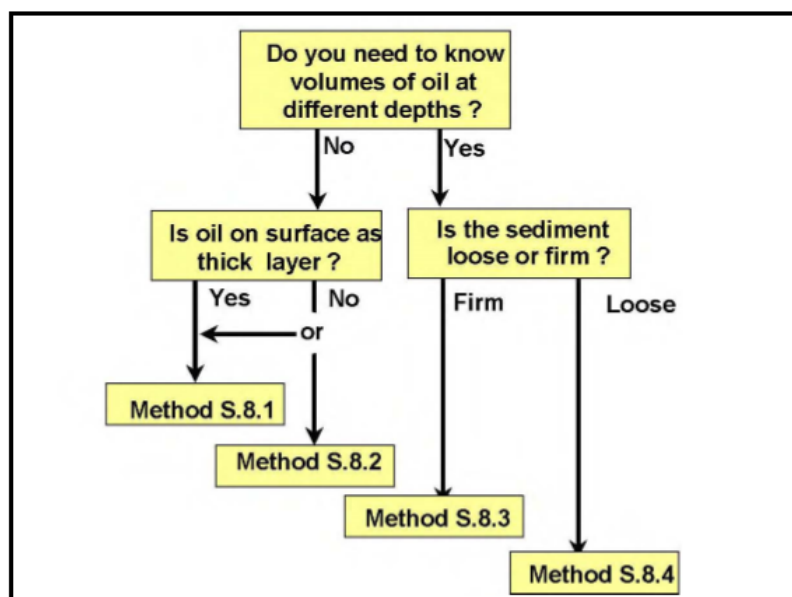 Do you need to know
volumes of oil at
different depths ?
No
Yes
Is oil on surface as
thick layer ?
Is the sediment
loose or firm ?
Yes
No
Firm
Loose
or
Method S.8.1
Method S.8.2
Method S.8.3
Method S.8.4